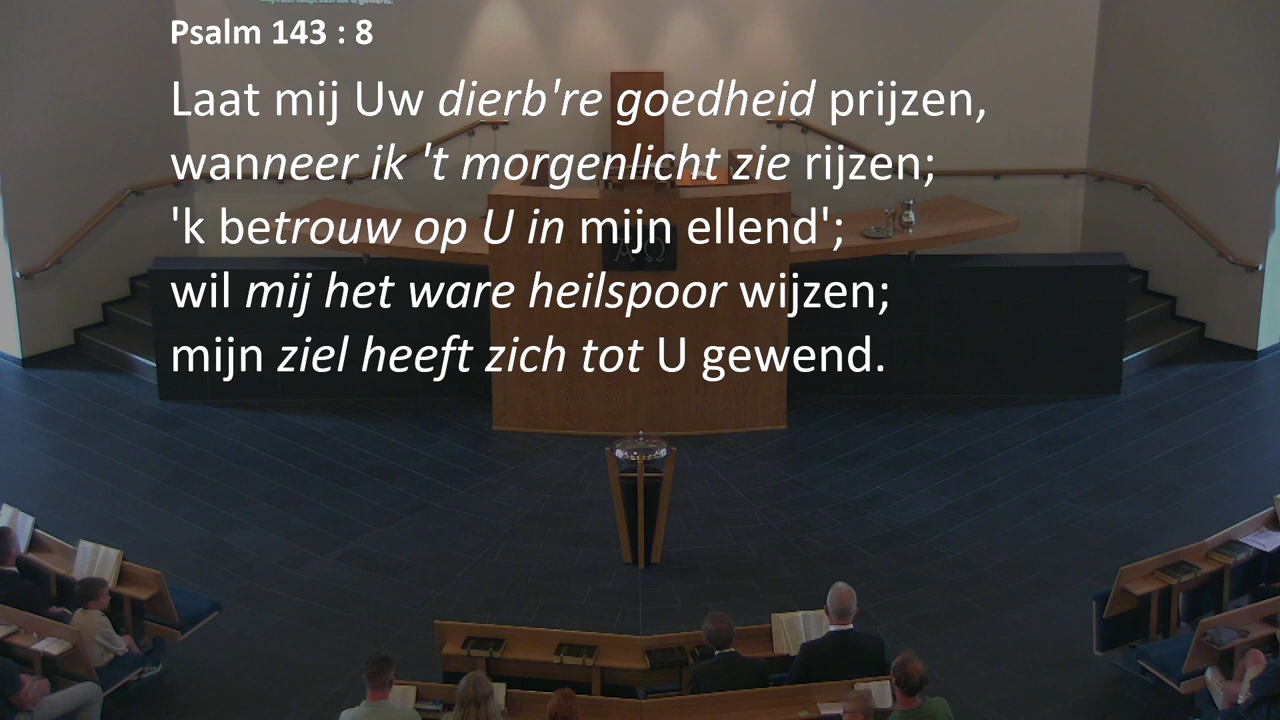 Psalm 143 : 8
Laat mij Uw dierb're goedheid prijzen,
wanneer ik 't morgenlicht zie rijzen;
'k betrouw op U in mijn ellend';
wil mij het ware heilspoor wijzen;
mijn ziel heeft zich tot U gewend.
ΑΩ